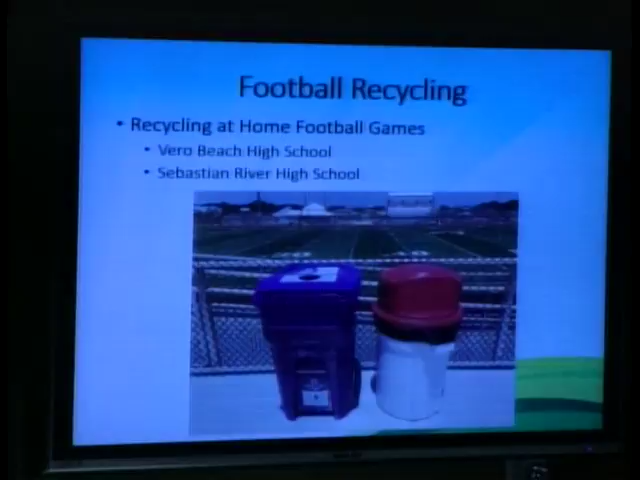 Football Recycling
• Recycling at Home Football Games
• Vero Beach High School
• Sebastian River High School